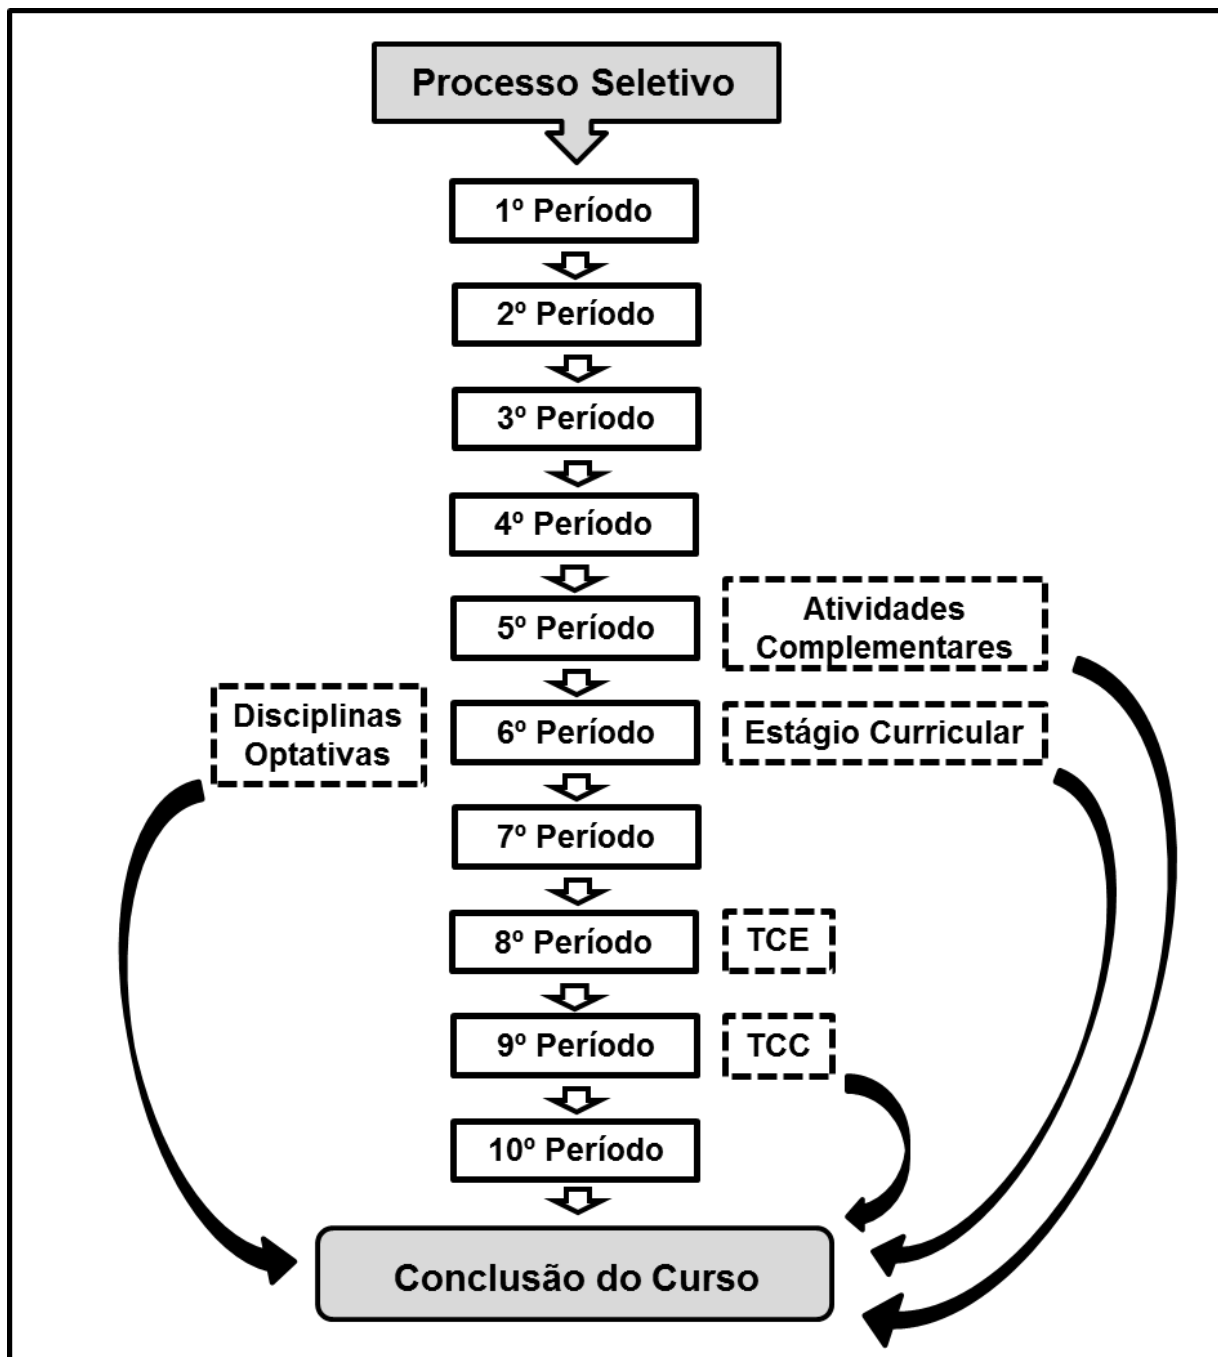 Processo Seletivo
1º Período
2º Período
3º Período
4º Período
5º Período
Atividades
Complementares
Disciplinas
Optativas
6º Período
Estágio Curricular
7º Período
8º Período
TCE
9º Período
TCC
10º Período
Conclusão do Curso